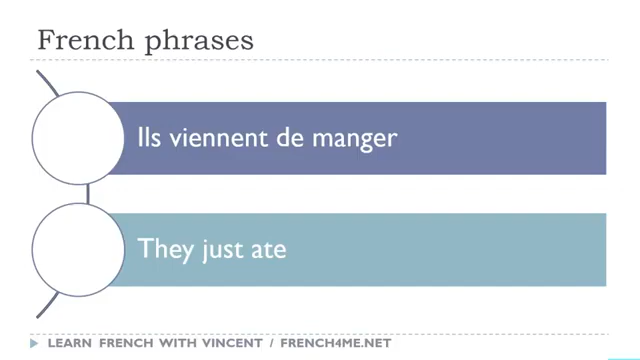 French phrases
Ils viennent de manger
They just ate
LEARN FRENCH WITH VINCENT / FRENCH4ME.NET